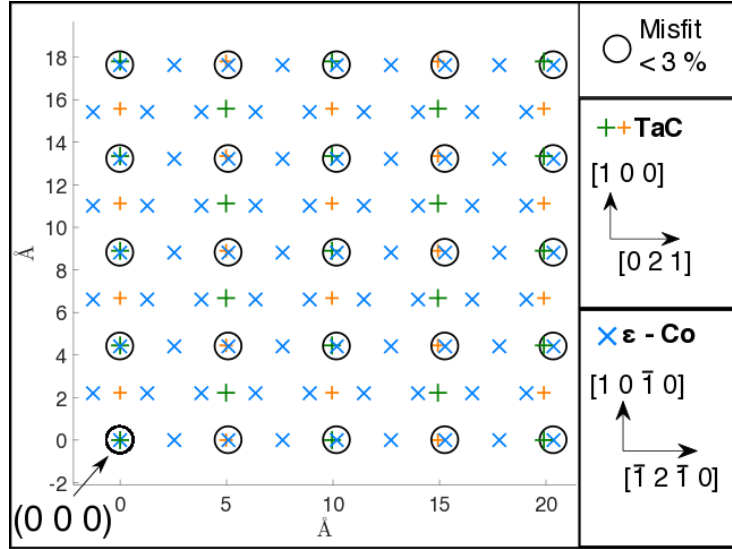 18
16
14
12
10
8
6
4
2
0
-2
Å
0 5 10 15 20
Å
(0 0 0)
Misfit
< 3 %
TaC
[1 0 0]
[0 2 1]
ε - Co
[1 0 1̄ 0]
[1̄ 2 1̄ 0]